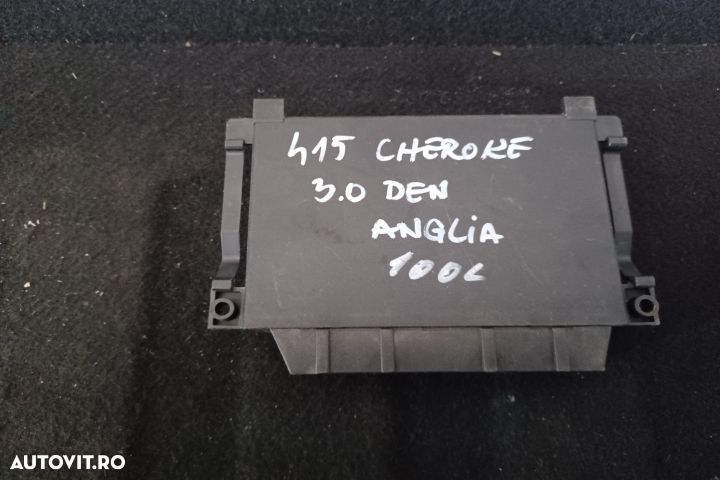 415 CHEROKE
3.0 DEN
ANGLIA
100L
AUTOVIT.RO